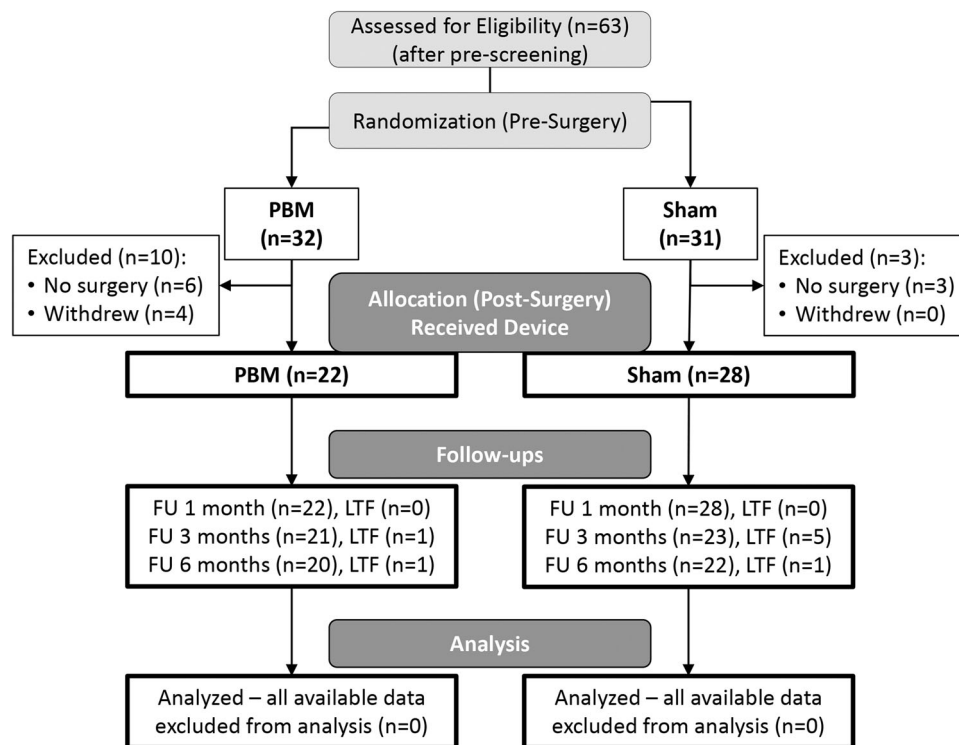 Assessed for Eligibility (n=63)
(after pre-screening)
Randomization (Pre-Surgery)
PBM
(n=32)
Sham
(n=31)
Excluded (n=10):
• No surgery (n=6)
• Withdrew (n=4)
Excluded (n=3):
• No surgery (n=3)
• Withdrew (n=0)
Allocation (Post-Surgery)
Received Device
PBM (n=22)
Sham (n=28)
Follow-ups
FU 1 month (n=22), LTF (n=0)
FU 3 months (n=21), LTF (n=1)
FU 6 months (n=20), LTF (n=1)
FU 1 month (n=28), LTF (n=0)
FU 3 months (n=23), LTF (n=5)
FU 6 months (n=22), LTF (n=1)
Analysis
Analyzed – all available data
excluded from analysis (n=0)
Analyzed – all available data
excluded from analysis (n=0)